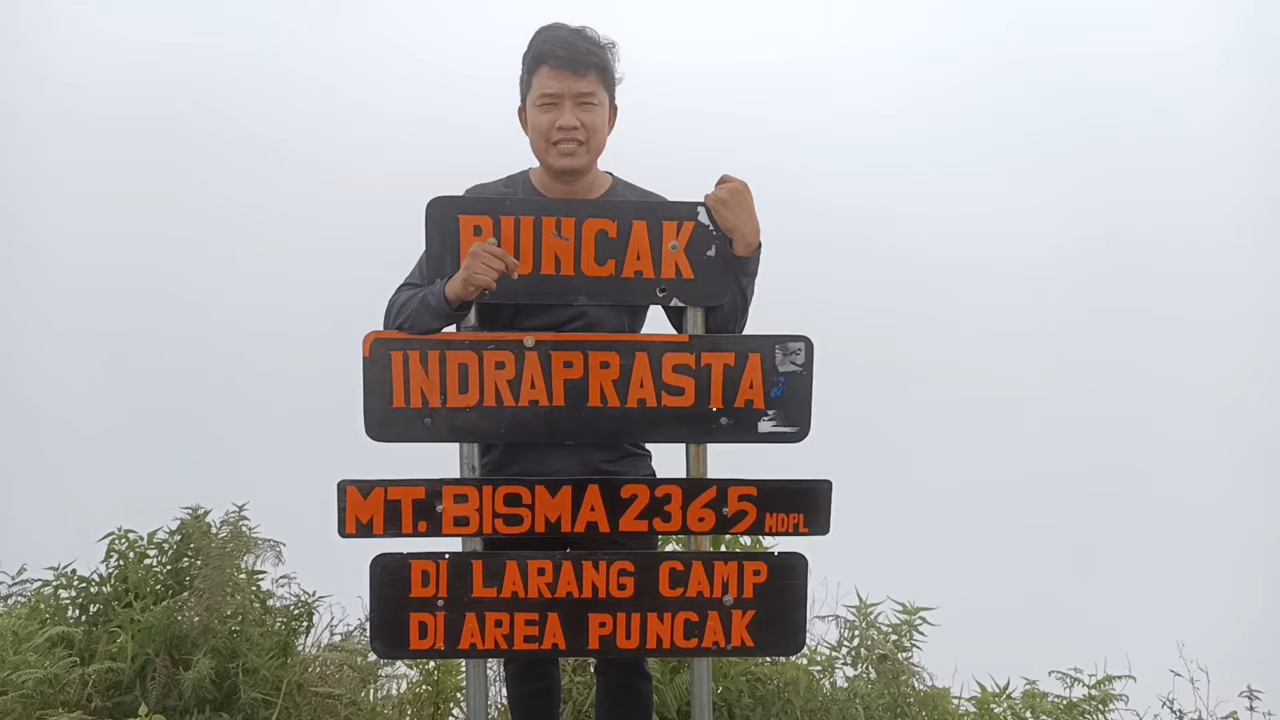 PUNCAK
INDRAPRASTA
MT. BISMA 2365 MDPL
DI LARANG CAMP
DI AREA PUNCAK